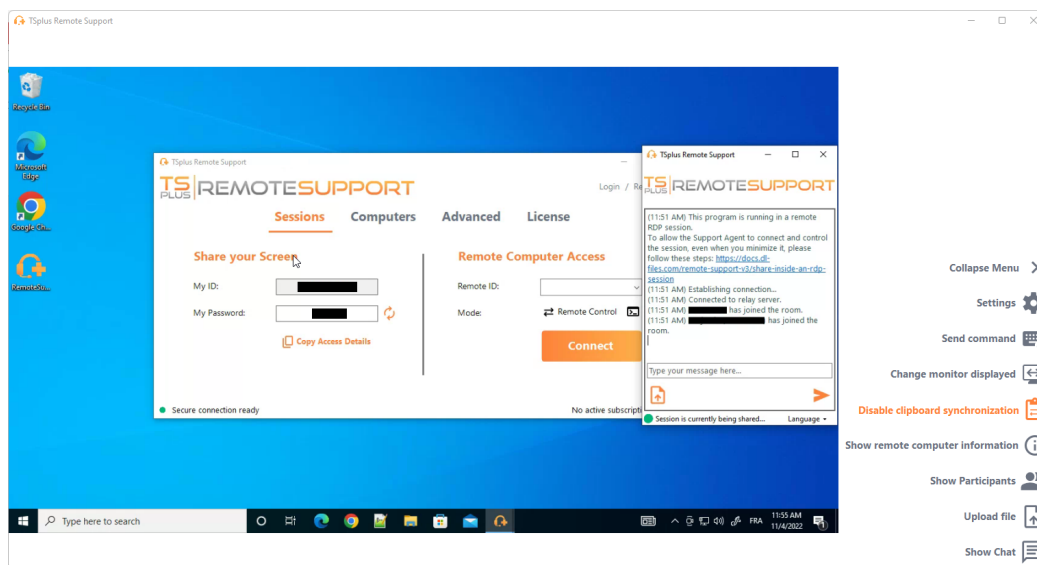 TSplus Remote Support
Recycle Bin
Microsoft
Edge
Google Ch...
RemoteSu...
TSplus Remote Support
TS PLUS REMOTESUPPORT
Login / Re
Sessions Computers Advanced License
Share your Screen
My ID:
My Password:
Copy Access Details
Remote Computer Access
Remote ID:
Mode: Remote Control
Connect
Secure connection ready
No active subscripti
TSplus Remote Support
TS PLUS REMOTESUPPORT
(11:51 AM) This program is running in a remote
RDP session.
To allow the Support Agent to connect and control
the session, even when you minimize it, please
follow these steps: https://docs.dl-
files.com/remote-support-v3/share-inside-an-rdp-
session
(11:51 AM) Establishing connection...
(11:51 AM) Connected to relay server.
(11:51 AM) has joined the room.
(11:51 AM) has joined the
room.
Type your message here...
Session is currently being shared... Language
Collapse Menu
Settings
Send command
Change monitor displayed
Disable clipboard synchronization
Show remote computer information
Show Participants
Upload file
Show Chat
Type here to search
FRA
11:55 AM
11/4/2022